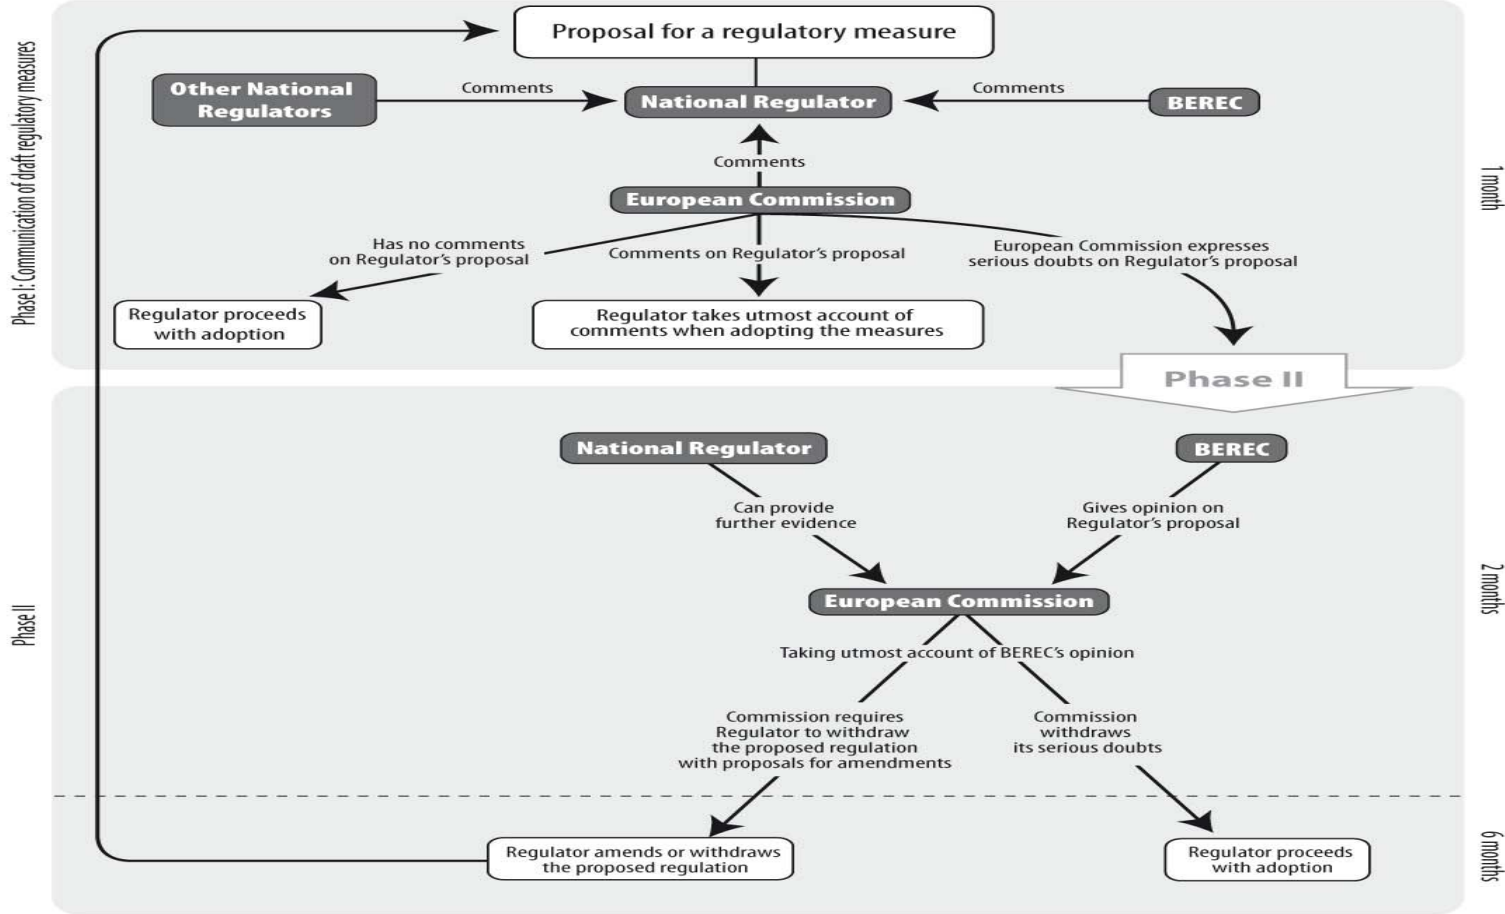 Proposal for a regulatory measure
Other National
Regulators
Comments
National Regulator
Comments
BEREC
Comments
European Commission
Has no comments
on Regulator's proposal
Comments on Regulator's proposal
European Commission expresses
serious doubts on Regulator's proposal
Regulator proceeds
with adoption
Regulator takes utmost account of
comments when adopting the measures
Phase I: Communication of draft regulatory measures
1 month
Phase II
National Regulator
BEREC
Can provide
further evidence
Gives opinion on
Regulator's proposal
European Commission
Taking utmost account of BEREC's opinion
Commission requires
Regulator to withdraw
the proposed regulation
with proposals for amendments
Commission
withdraws
its serious doubts
Phase II
2 months
Regulator amends or withdraws
the proposed regulation
Regulator proceeds
with adoption
6 months